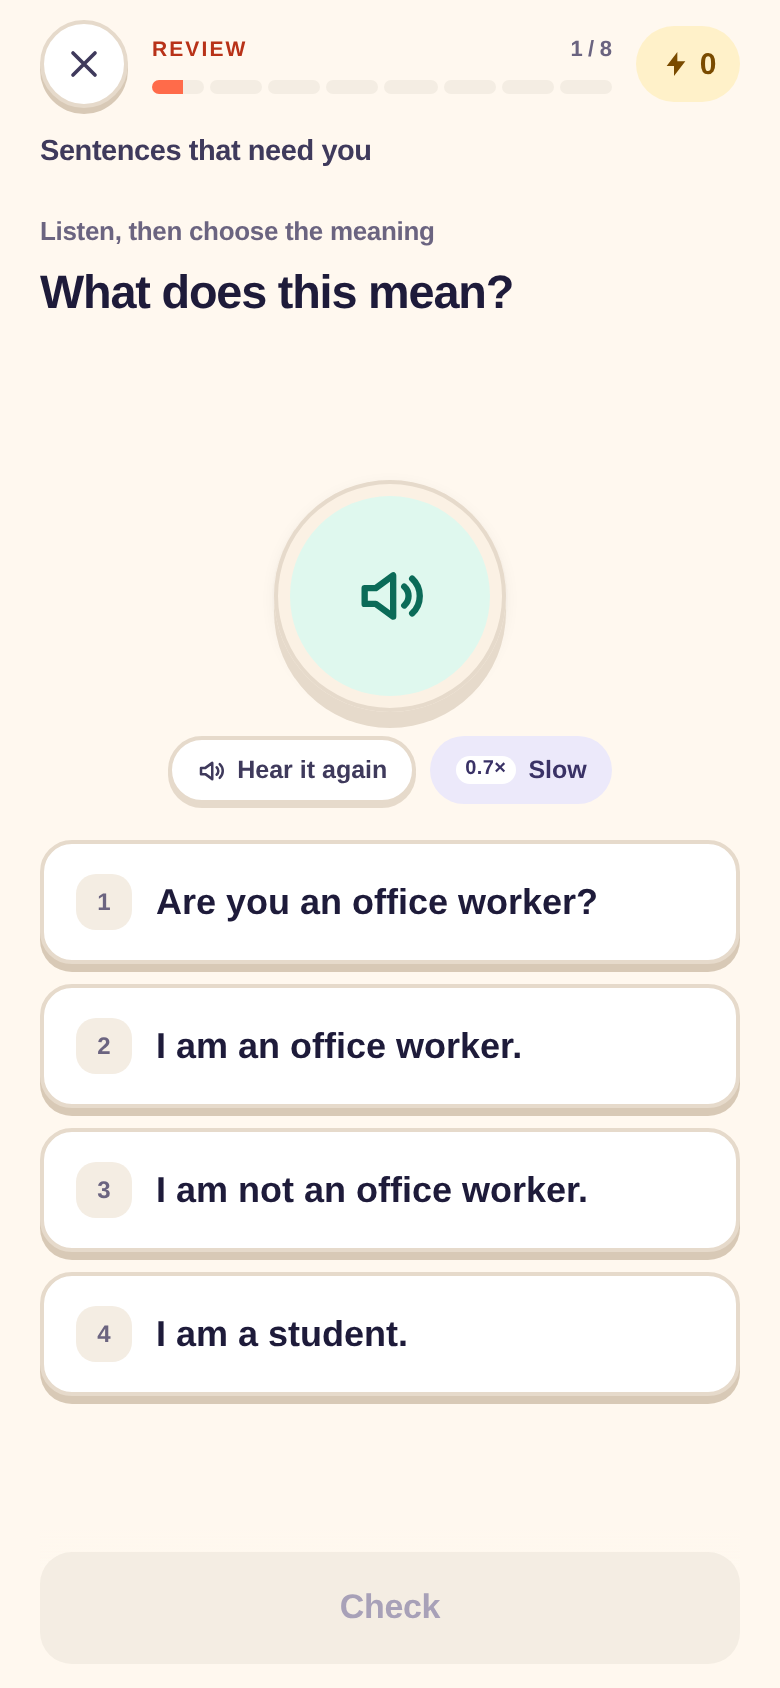 REVIEW
1 / 8
0
Sentences that need you
Listen, then choose the meaning
What does this mean?
Hear it again
0.7× Slow
1 Are you an office worker?
2 I am an office worker.
3 I am not an office worker.
4 I am a student.
Check